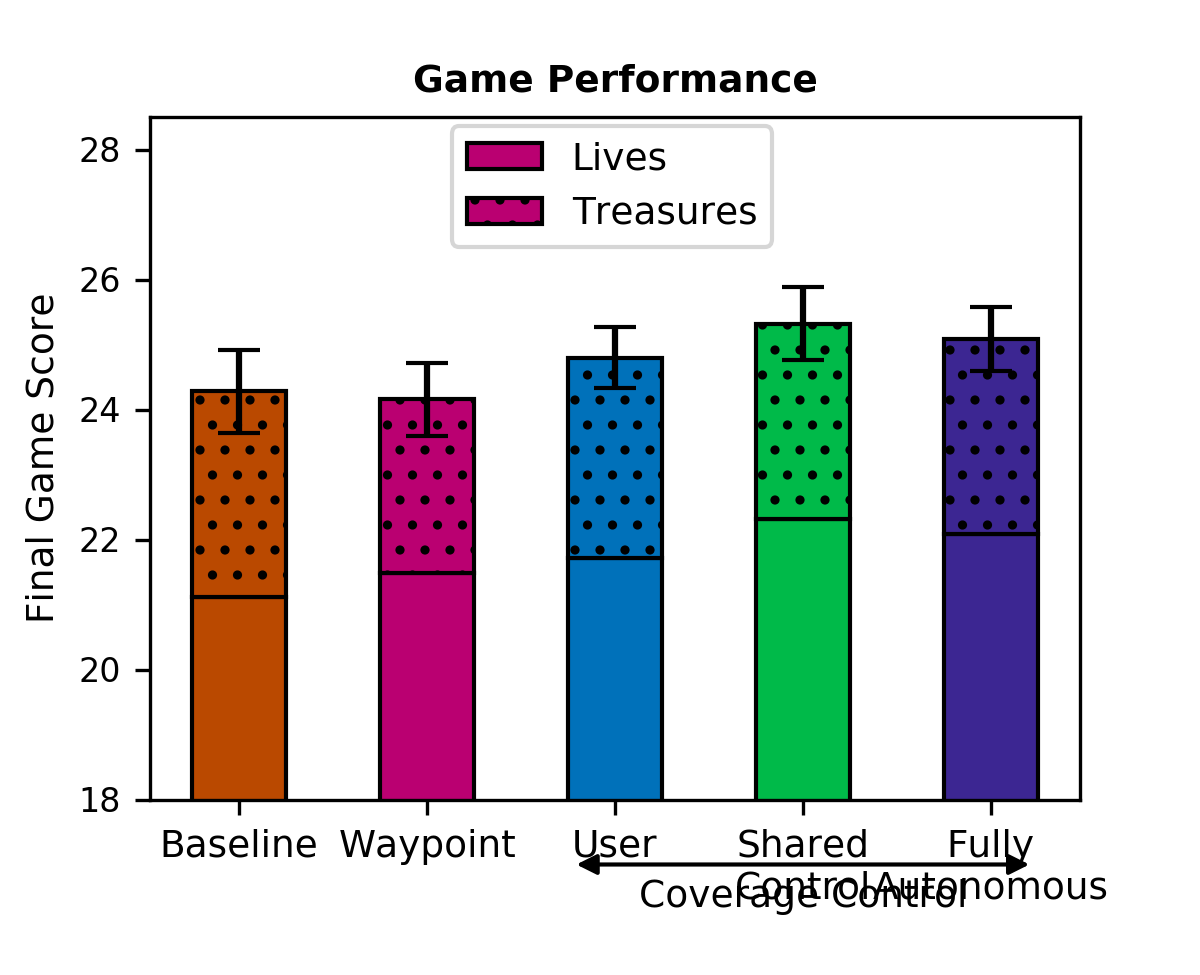 Game Performance
Lives
Treasures
Final Game Score
28
26
24
22
20
18
Baseline Waypoint User Shared Fully
Control Autonomous
Coverage Control